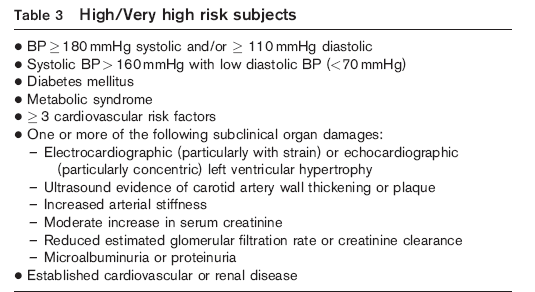 Table 3 High/Very high risk subjects
● BP ≥ 180 mmHg systolic and/or ≥ 110 mmHg diastolic
● Systolic BP > 160 mmHg with low diastolic BP (<70 mmHg)
● Diabetes mellitus
● Metabolic syndrome
● ≥ 3 cardiovascular risk factors
● One or more of the following subclinical organ damages:
– Electrocardiographic (particularly with strain) or echocardiographic
(particularly concentric) left ventricular hypertrophy
– Ultrasound evidence of carotid artery wall thickening or plaque
– Increased arterial stiffness
– Moderate increase in serum creatinine
– Reduced estimated glomerular filtration rate or creatinine clearance
– Microalbuminuria or proteinuria
● Established cardiovascular or renal disease